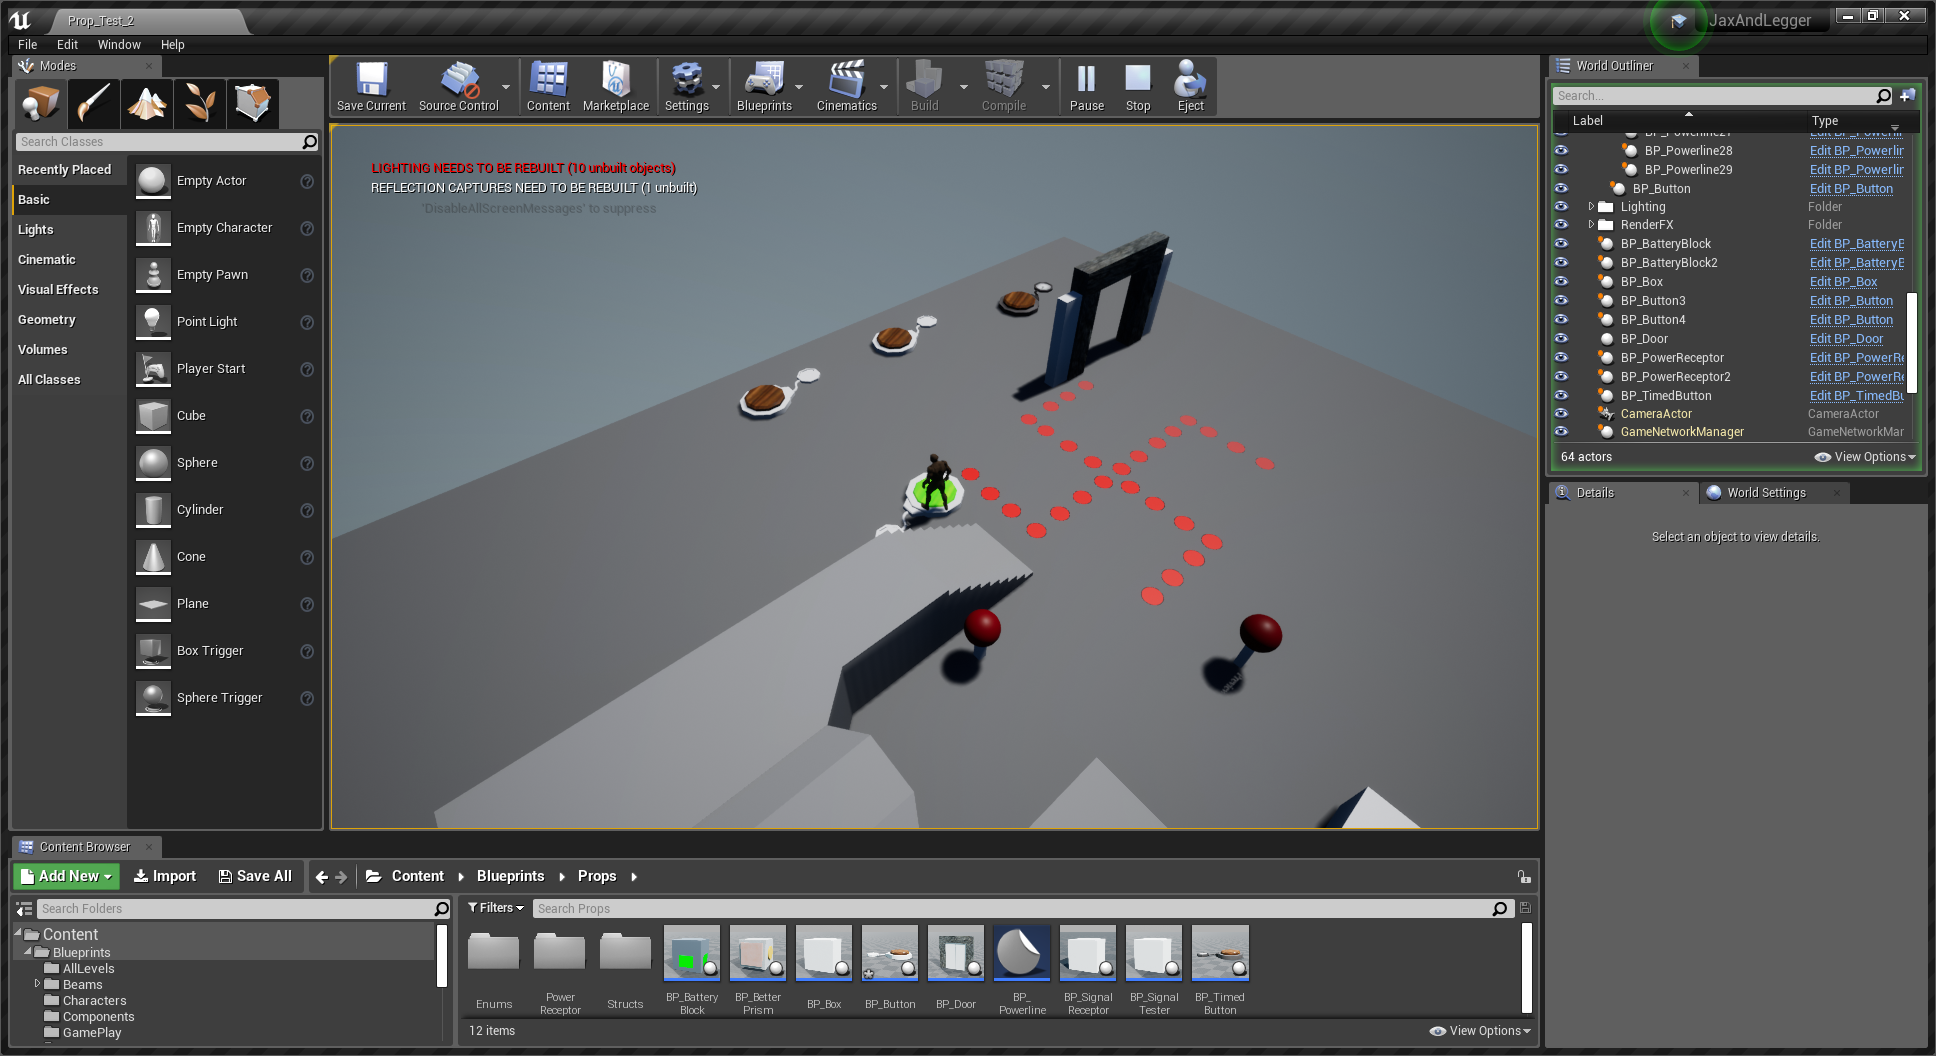 Prop_Test_2
JaxAndLegger
File Edit Window Help
Modes
Search Classes
Recently Placed
Basic
Lights
Cinematic
Visual Effects
Geometry
Volumes
All Classes
Empty Actor
Empty Character
Empty Pawn
Point Light
Player Start
Cube
Sphere
Cylinder
Cone
Plane
Box Trigger
Sphere Trigger
Save Current Source Control Content Marketplace Settings Blueprints Cinematics Build Compile Pause Stop Eject
LIGHTING NEEDS TO BE REBUILT (10 unbuilt objects)
REFLECTION CAPTURES NEED TO BE REBUILT (1 unbuilt)
'DisableAllScreenMessages' to suppress
World Outliner
Search...
Label Type
BP_Powerline28 Edit BP_Powerlin
BP_Powerline29 Edit BP_Powerlin
BP_Button Edit BP_Button
Lighting Folder
RenderFX Folder
BP_BatteryBlock Edit BP_BatteryB
BP_BatteryBlock2 Edit BP_BatteryB
BP_Box Edit BP_Box
BP_Button3 Edit BP_Button
BP_Button4 Edit BP_Button
BP_Door Edit BP_Door
BP_PowerReceptor Edit BP_PowerRe
BP_PowerReceptor2 Edit BP_PowerRe
BP_TimedButton Edit BP_TimedBu
CameraActor CameraActor
GameNetworkManager GameNetworkMar
64 actors View Options
Details World Settings
Select an object to view details.
Content Browser
Add New Import Save All Content Blueprints Props
Search Folders
Content
Blueprints
AllLevels
Beams
Characters
Components
GamePlay
Filters Search Props
Enums
Power
Receptor
Structs
BP_Battery
Block
BP_Better
Prism
BP_Box
BP_Button
BP_Door
BP_
Powerline
BP_Signal
Receptor
BP_Signal
Tester
BP_Timed
Button
12 items View Options